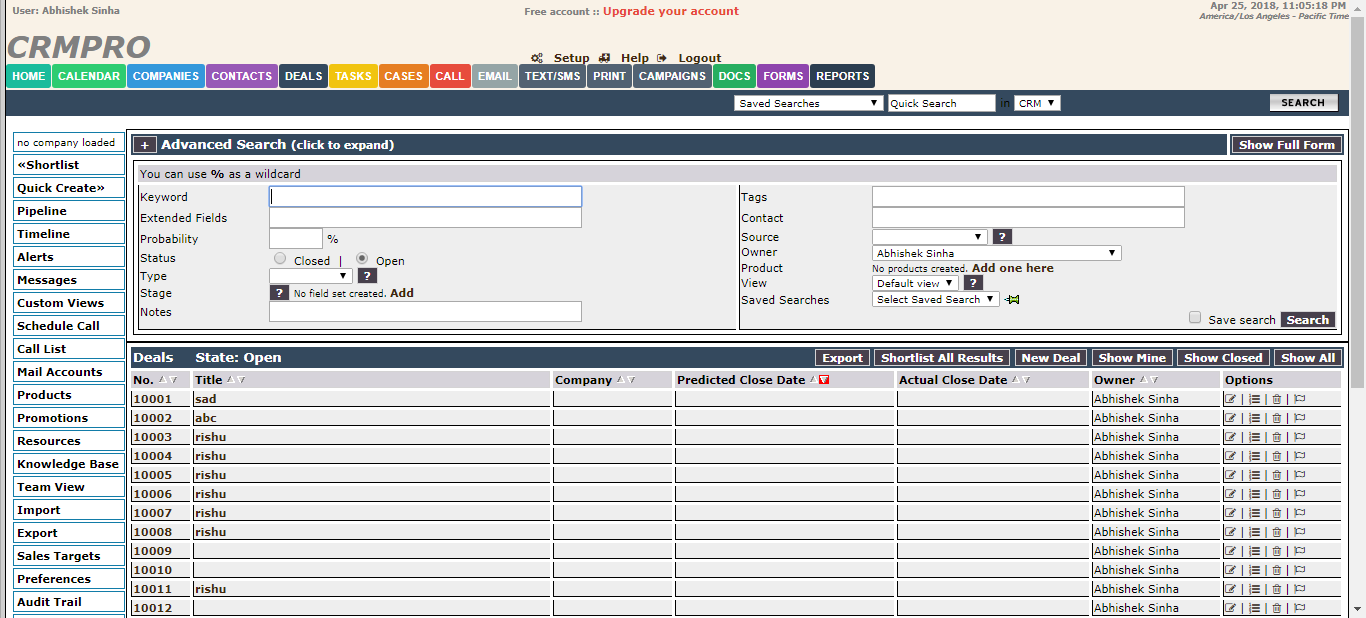 User: Abhishek Sinha
Free account :: Upgrade your account
Apr 25, 2018, 11:05:18 PM
America/Los Angeles - Pacific Time
CRMPRO
Setup Help Logout
HOME CALENDAR COMPANIES CONTACTS DEALS TASKS CASES CALL EMAIL TEXT/SMS PRINT CAMPAIGNS DOCS FORMS REPORTS
Saved Searches Quick Search in CRM SEARCH
no company loaded
«Shortlist
Quick Create»
Pipeline
Timeline
Alerts
Messages
Custom Views
Schedule Call
Call List
Mail Accounts
Products
Promotions
Resources
Knowledge Base
Team View
Import
Export
Sales Targets
Preferences
Audit Trail
+ Advanced Search (click to expand) Show Full Form
You can use % as a wildcard
Keyword
Extended Fields
Probability %
Status Closed | Open
Type ?
Stage ? No field set created. Add
Notes
Tags
Contact
Source ?
Owner Abhishek Sinha
Product No products created. Add one here
View Default view ?
Saved Searches Select Saved Search
Save search Search
Deals State: Open Export Shortlist All Results New Deal Show Mine Show Closed Show All
No. Title Company Predicted Close Date Actual Close Date Owner Options
10001 sad Abhishek Sinha | | |
10002 abc Abhishek Sinha | | |
10003 rishu Abhishek Sinha | | |
10004 rishu Abhishek Sinha | | |
10005 rishu Abhishek Sinha | | |
10006 rishu Abhishek Sinha | | |
10007 rishu Abhishek Sinha | | |
10008 rishu Abhishek Sinha | | |
10009 Abhishek Sinha | | |
10010 Abhishek Sinha | | |
10011 rishu Abhishek Sinha | | |
10012 Abhishek Sinha | | |